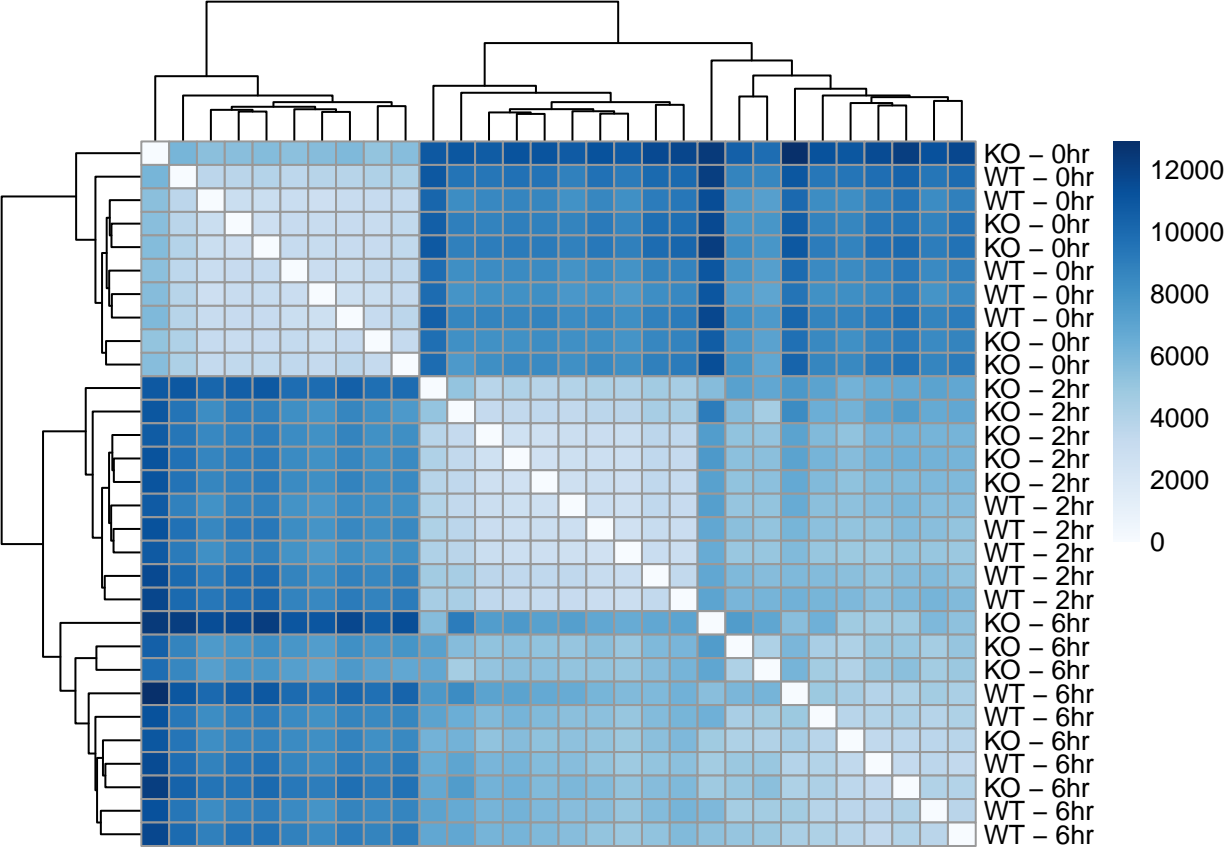 KO – 0hr
WT – 0hr
WT – 0hr
KO – 0hr
KO – 0hr
WT – 0hr
WT – 0hr
WT – 0hr
KO – 0hr
KO – 0hr
KO – 2hr
KO – 2hr
KO – 2hr
KO – 2hr
KO – 2hr
WT – 2hr
WT – 2hr
WT – 2hr
WT – 2hr
WT – 2hr
KO – 6hr
KO – 6hr
KO – 6hr
WT – 6hr
WT – 6hr
KO – 6hr
WT – 6hr
KO – 6hr
WT – 6hr
WT – 6hr
12000
10000
8000
6000
4000
2000
0